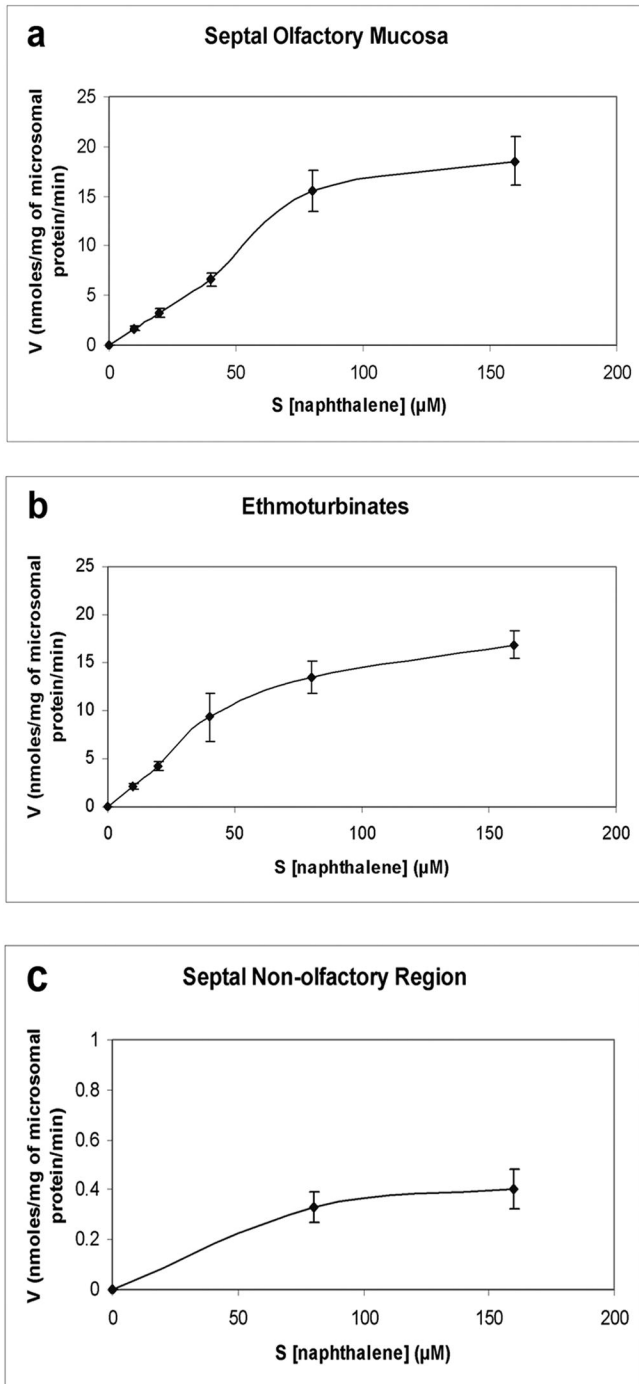 a
Septal Olfactory Mucosa
V (nmoles/mg of microsomal
protein/min)
25
20
15
10
5
0
0 50 100 150 200
S [naphthalene] (µM)
b
Ethmoturbinates
V (nmoles/mg of microsomal
protein/min)
25
20
15
10
5
0
0 50 100 150 200
S [naphthalene] (µM)
c
Septal Non-olfactory Region
V (nmoles/mg of microsomal
protein/min)
1
0.8
0.6
0.4
0.2
0
0 50 100 150 200
S [naphthalene] (µM)